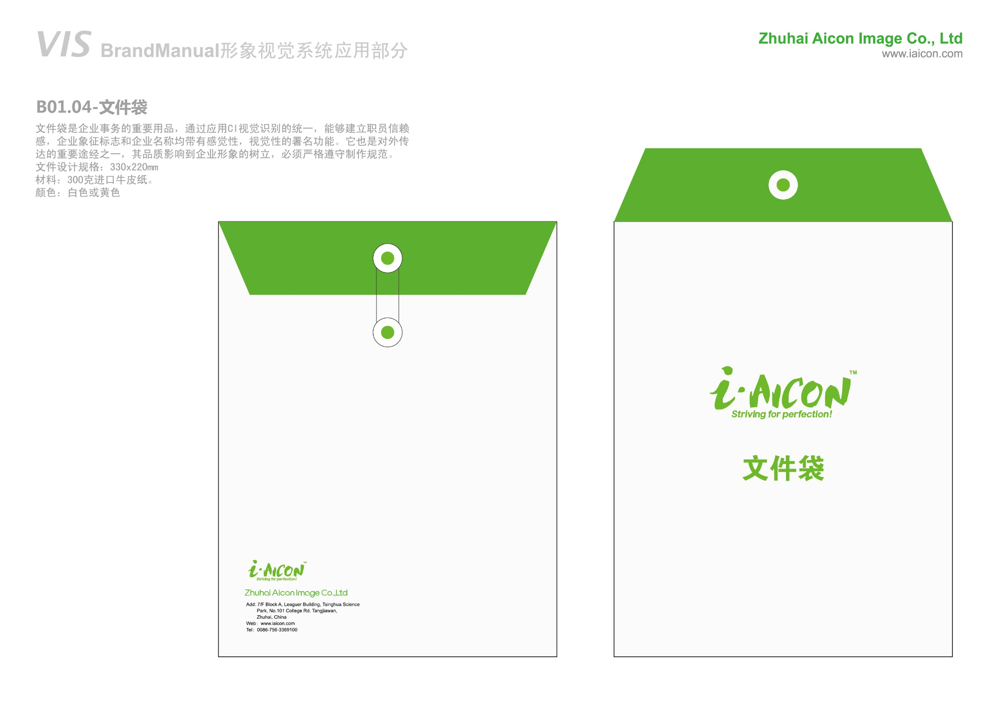 VIS BrandManual形象视觉系统应用部分
Zhuhai Aicon Image Co., Ltd
www.iaicon.com
B01.04-文件袋
文件袋是企业事务的重要用品，通过应用CI视觉识别的统一，能够建立职员信赖
感，企业象征标志和企业名称均带有感觉性，视觉性的署名功能。它也是对外传
达的重要途经之一，其品质影响到企业形象的树立，必须严格遵守制作规范。
文件设计规格：330x220mm
材料：300克进口牛皮纸。
颜色：白色或黄色
i·AICON™
Striving for perfection!
Zhuhai Aicon Image Co.,Ltd
Add: 7/F Block A, Leaguer Building, Tsinghua Science
Park, No.101 College Rd. Tangjiawan,
Zhuhai, China
Web：www.iaicon.com
Tel：0086-756-3369100
i·AICON™
Striving for perfection!
文件袋